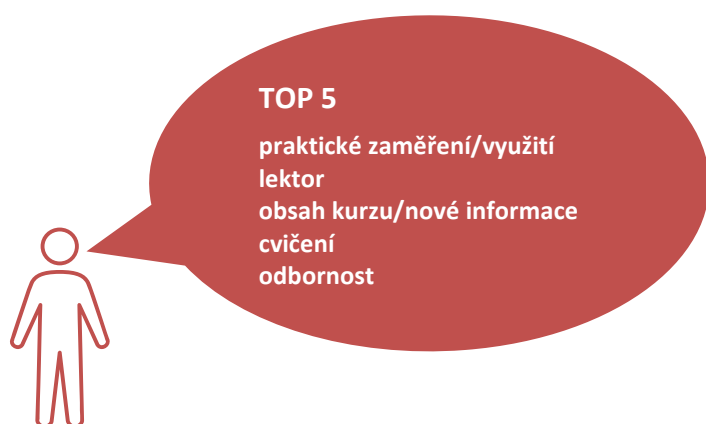 TOP 5
praktické zaměření/využití
lektor
obsah kurzu/nové informace
cvičení
odbornost